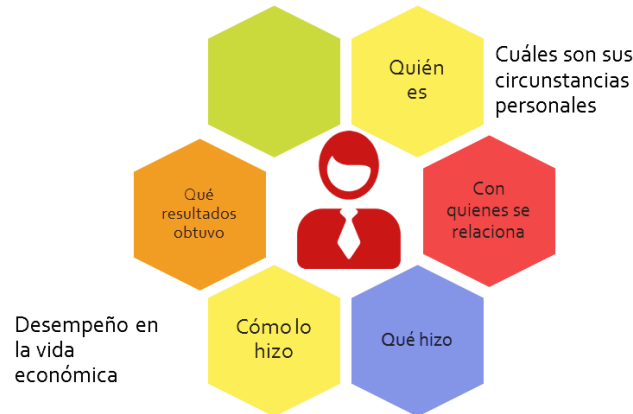 Quién
es
Cuáles son sus
circunstancias
personales
Con
quienes se
relaciona
Qué hizo
Cómo lo
hizo
Desempeño en
la vida
económica
Qué
resultados
obtuvo